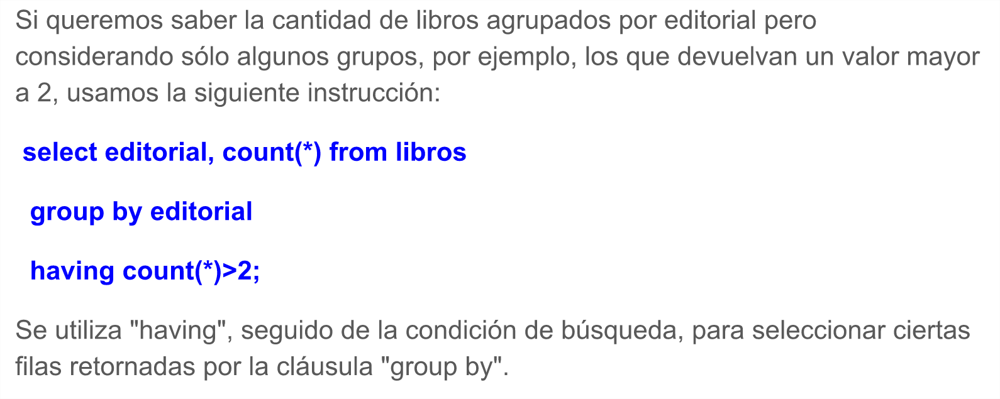 Si queremos saber la cantidad de libros agrupados por editorial pero
considerando sólo algunos grupos, por ejemplo, los que devuelvan un valor mayor
a 2, usamos la siguiente instrucción:
select editorial, count(*) from libros
group by editorial
having count(*)>2;
Se utiliza "having", seguido de la condición de búsqueda, para seleccionar ciertas
filas retornadas por la cláusula "group by".